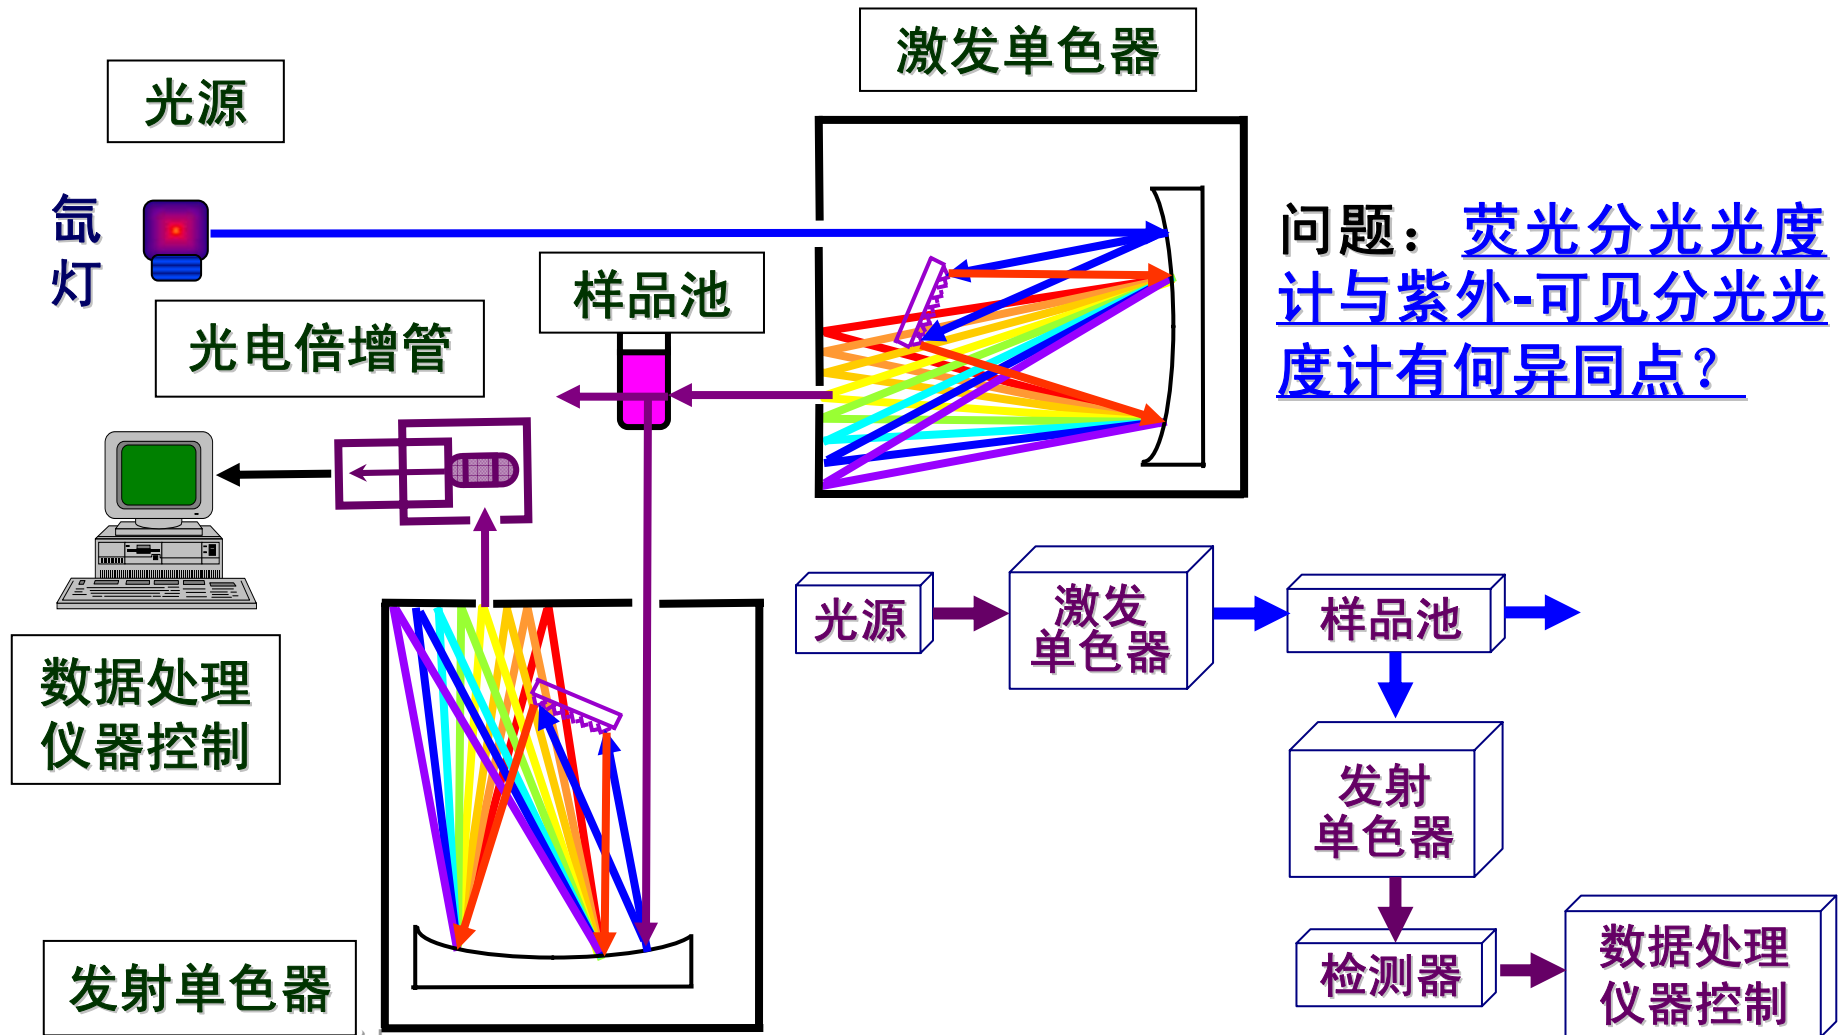 激发单色器
光源
氙
灯
问题：荧光分光光度
计与紫外-可见分光光
度计有何异同点？
样品池
光电倍增管
光源
激发
单色器
样品池
数据处理
仪器控制
发射
单色器
发射单色器
检测器
数据处理
仪器控制